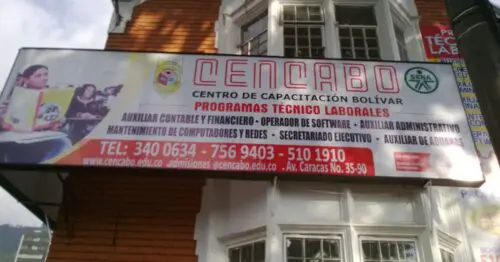 CENCABO
SENA
CENTRO DE CAPACITACIÓN BOLÍVAR
PROGRAMAS TÉCNICO LABORALES
AUXILIAR CONTABLE Y FINANCIERO • OPERADOR DE SOFTWARE • AUXILIAR ADMINISTRATIVO
MANTENIMIENTO DE COMPUTADORES Y REDES • SECRETARIADO EJECUTIVO • AUXILIAR DE ADUANAS
TEL: 340 0634 - 756 9403 - 510 1910
www.cencabo.edu.co admisiones @cencabo.edu.co . Av. Caracas No. 35-90